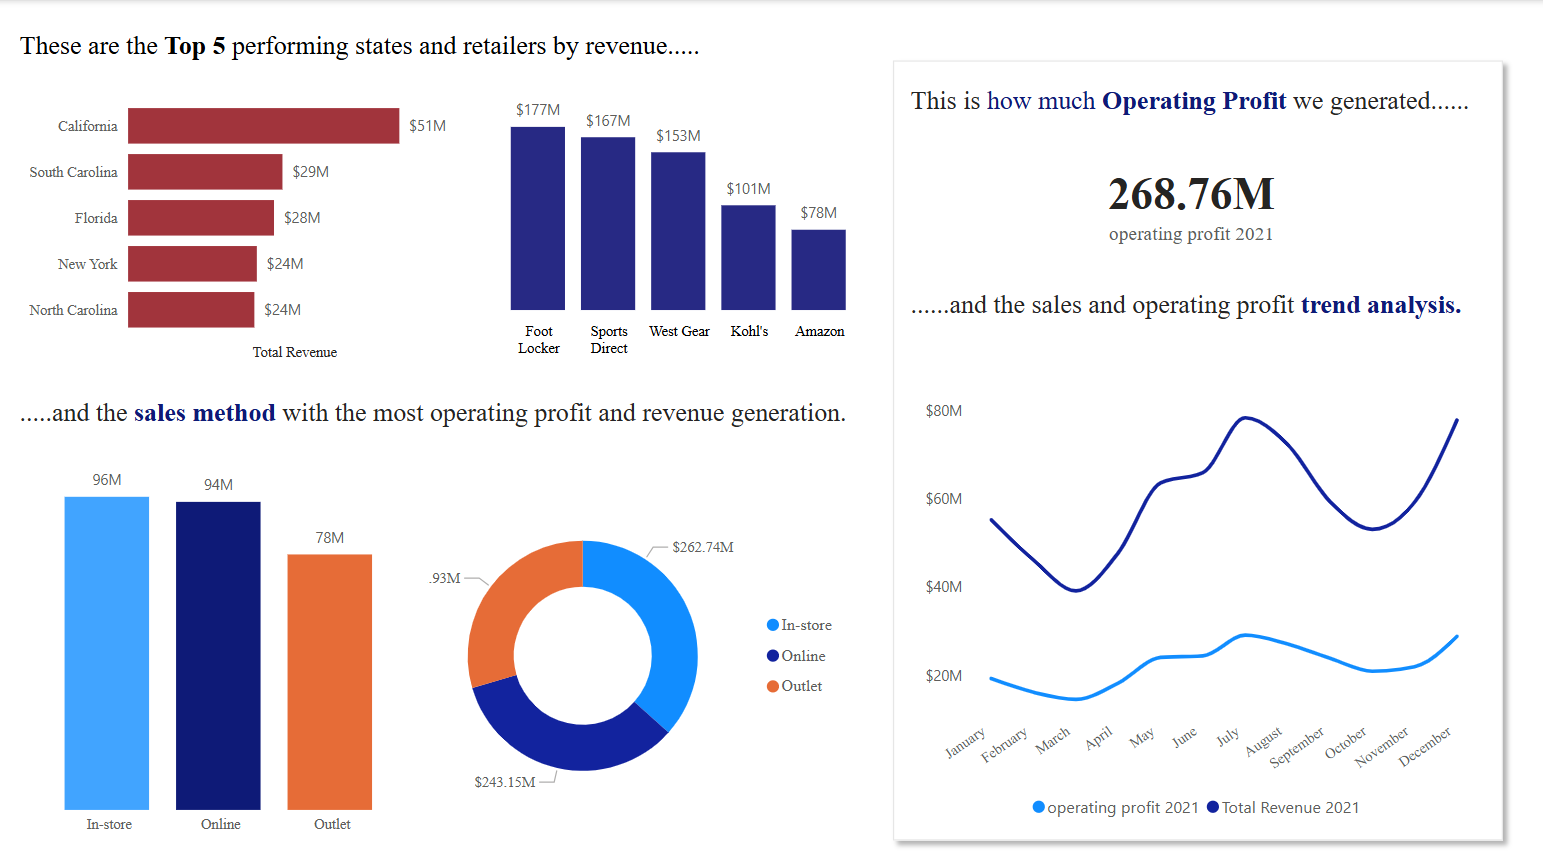 These are the Top 5 performing states and retailers by revenue.....
California
$51M
South Carolina
$29M
Florida
$28M
New York
$24M
North Carolina
$24M
Total Revenue
$177M
$167M
$153M
$101M
$78M
Foot
Locker
Sports
Direct
West Gear
Kohl's
Amazon
.....and the sales method with the most operating profit and revenue generation.
96M
94M
78M
In-store
Online
Outlet
$262.74M
.93M
$243.15M
In-store
Online
Outlet
This is how much Operating Profit we generated......
268.76M
operating profit 2021
......and the sales and operating profit trend analysis.
$80M
$60M
$40M
$20M
January
February
March
April
May
June
July
August
September
October
November
December
operating profit 2021
Total Revenue 2021